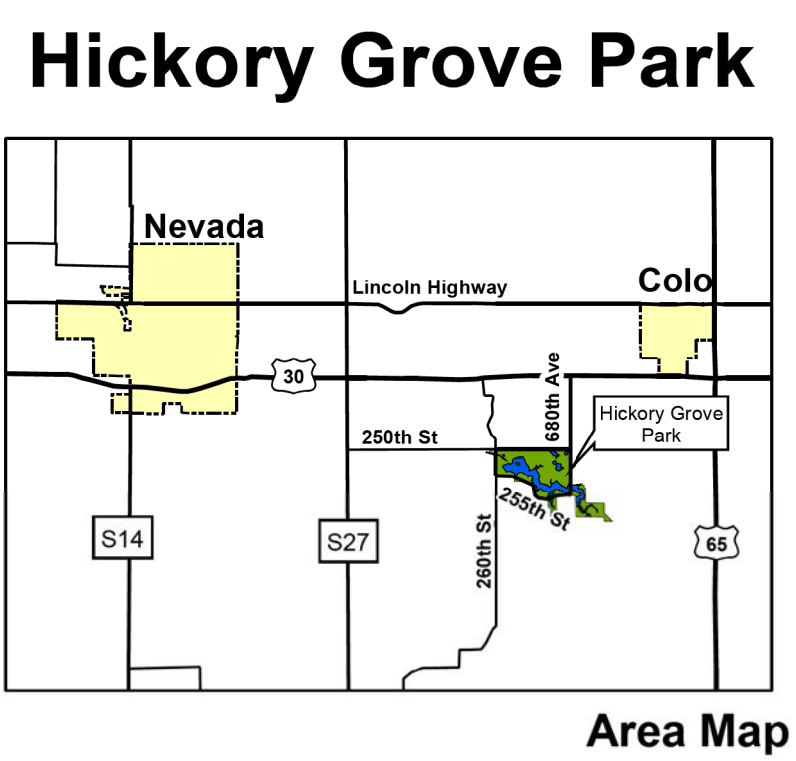 Hickory Grove Park
Nevada
Colo
Lincoln Highway
30
680th Ave
Hickory Grove
Park
250th St
255th St
260th St
S14
S27
65
Area Map